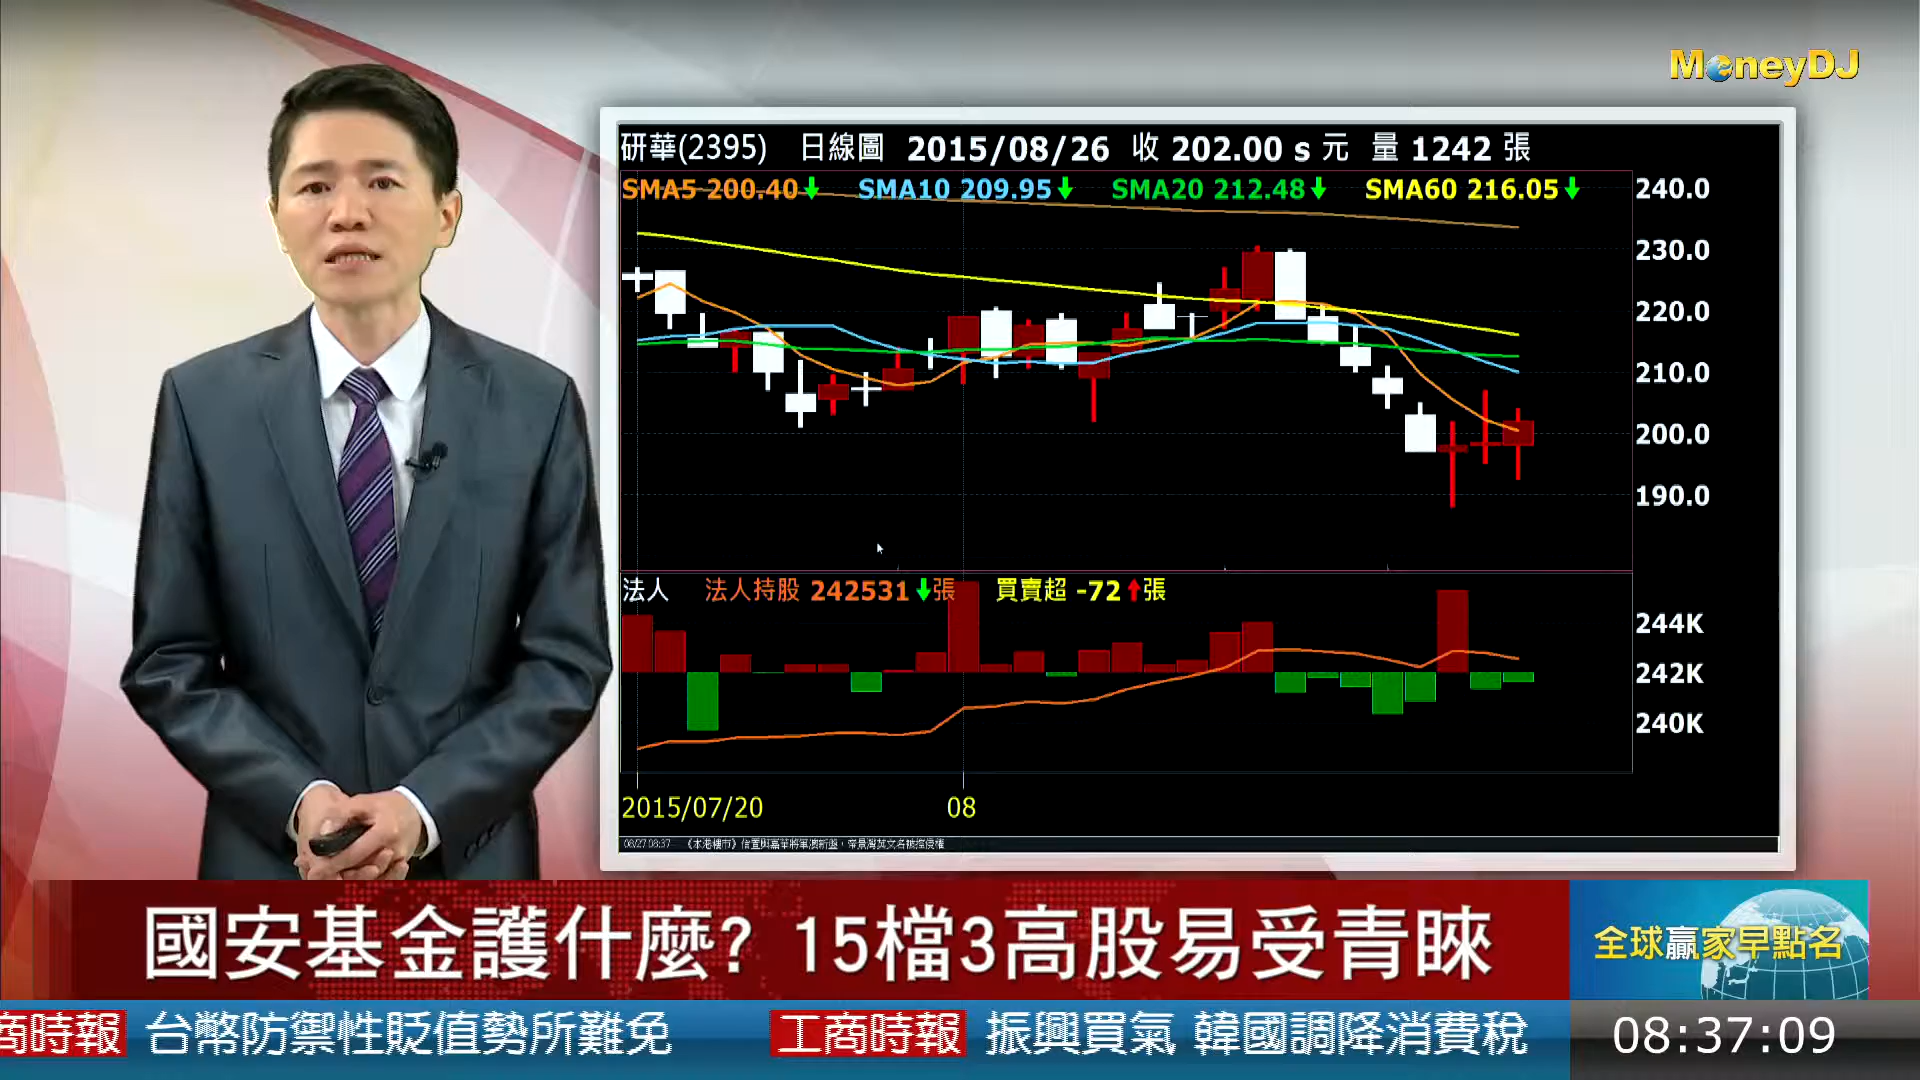 MoneyDJ
研華(2395) 日線圖 2015/08/26 收 202.00 s 元 量 1242 張
SMA5 200.40 SMA10 209.95 SMA20 212.48 SMA60 216.05
240.0
230.0
220.0
210.0
200.0
190.0
法人 法人持股 242531 張 買賣超 -72 張
244K
242K
240K
2015/07/20 08
08/27 08:37
國安基金護什麼? 15檔3高股易受青睞
全球贏家早點名
商時報 台幣防禦性貶值勢所難免 工商時報 振興買氣 韓國調降消費稅
08:37:09